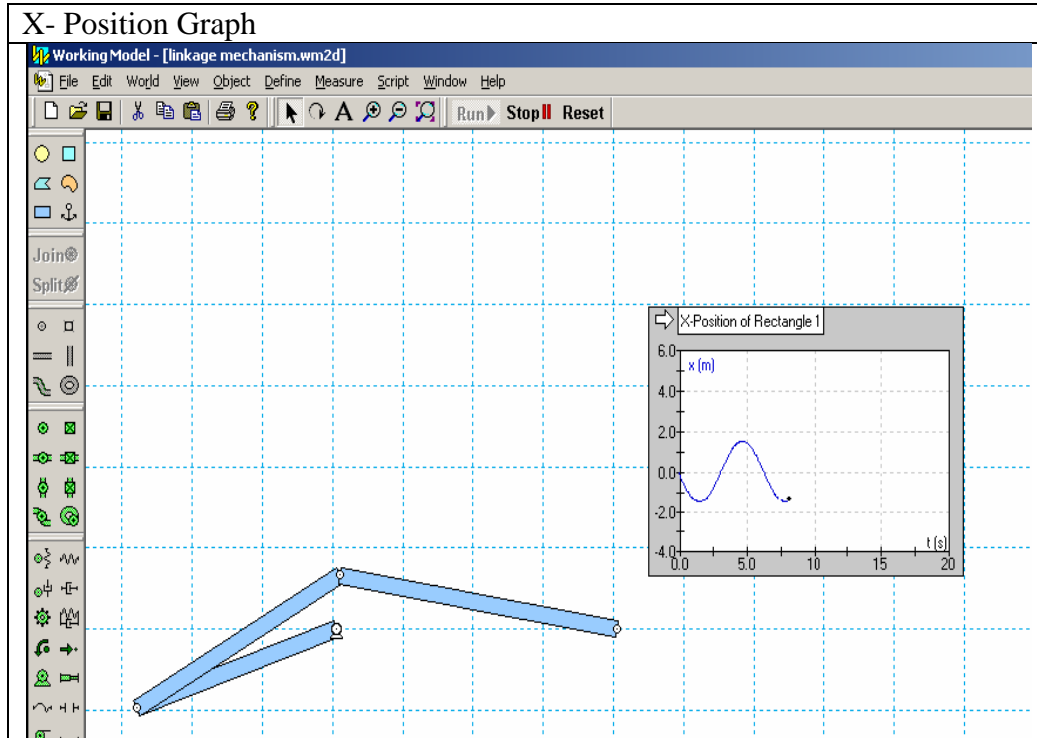 X- Position Graph
Working Model - [linkage mechanism.wm2d]
File Edit World View Object Define Measure Script Window Help
A Run Stop Reset
Join
Split
X-Position of Rectangle 1
6.0
x (m)
4.0
2.0
0.0
-2.0
-4.0
t (s)
0.0 5.0 10 15 20